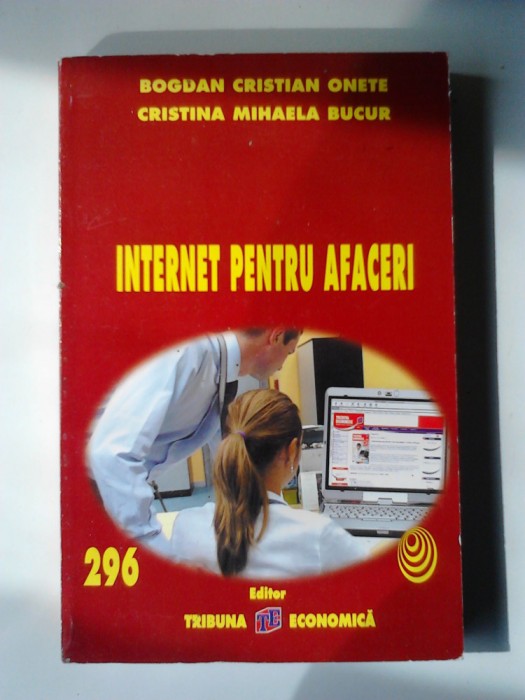 BOGDAN CRISTIAN ONETE
CRISTINA MIHAELA BUCUR
INTERNET PENTRU AFACERI
296
Editor
TRIBUNA TE ECONOMICĂ